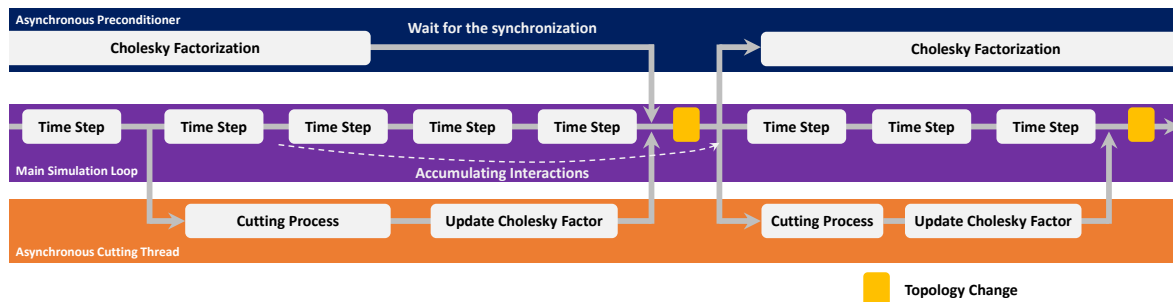 Asynchronous Preconditioner
Cholesky Factorization
Wait for the synchronization
Cholesky Factorization
Time Step
Time Step
Time Step
Time Step
Time Step
Time Step
Time Step
Time Step
Main Simulation Loop
Accumulating Interactions
Cutting Process
Update Cholesky Factor
Cutting Process
Update Cholesky Factor
Asynchronous Cutting Thread
Topology Change